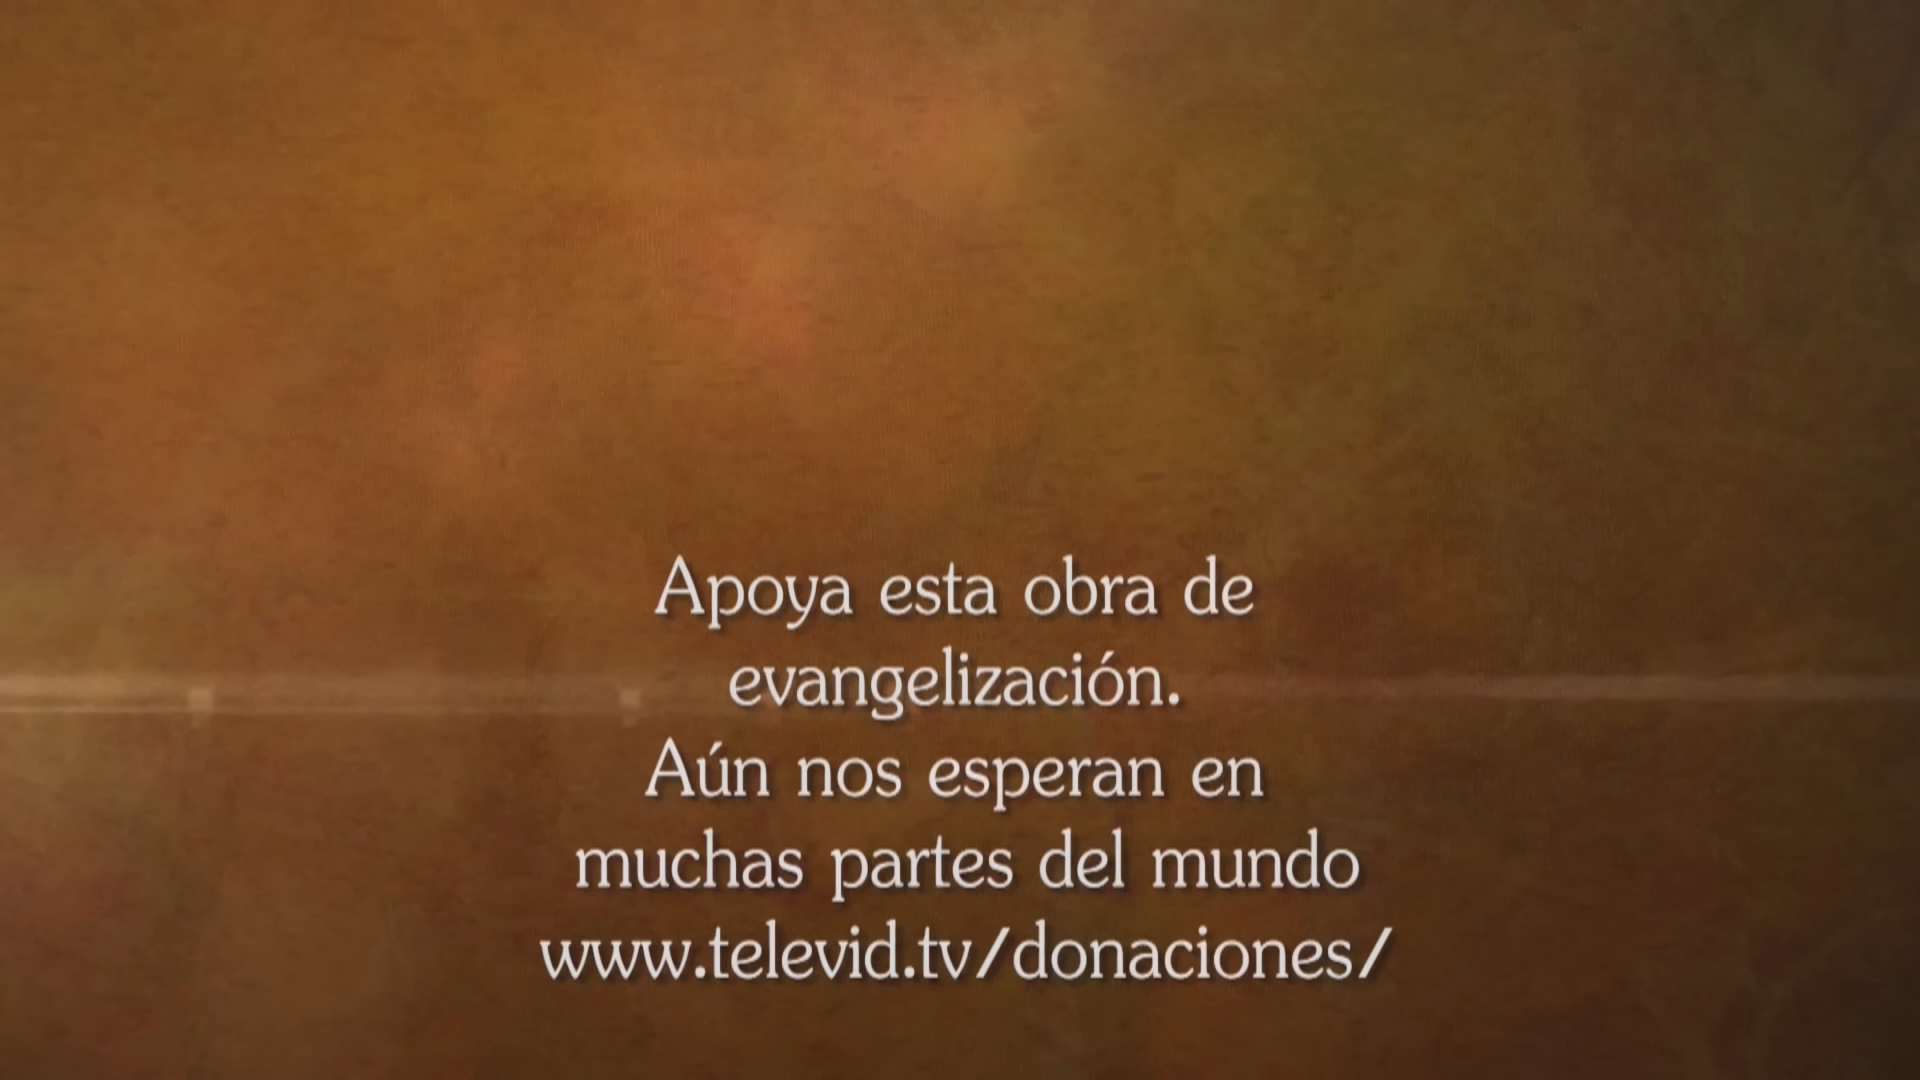 Apoya esta obra de
evangelización.
Aún nos esperan en
muchas partes del mundo
www.televid.tv/donaciones/